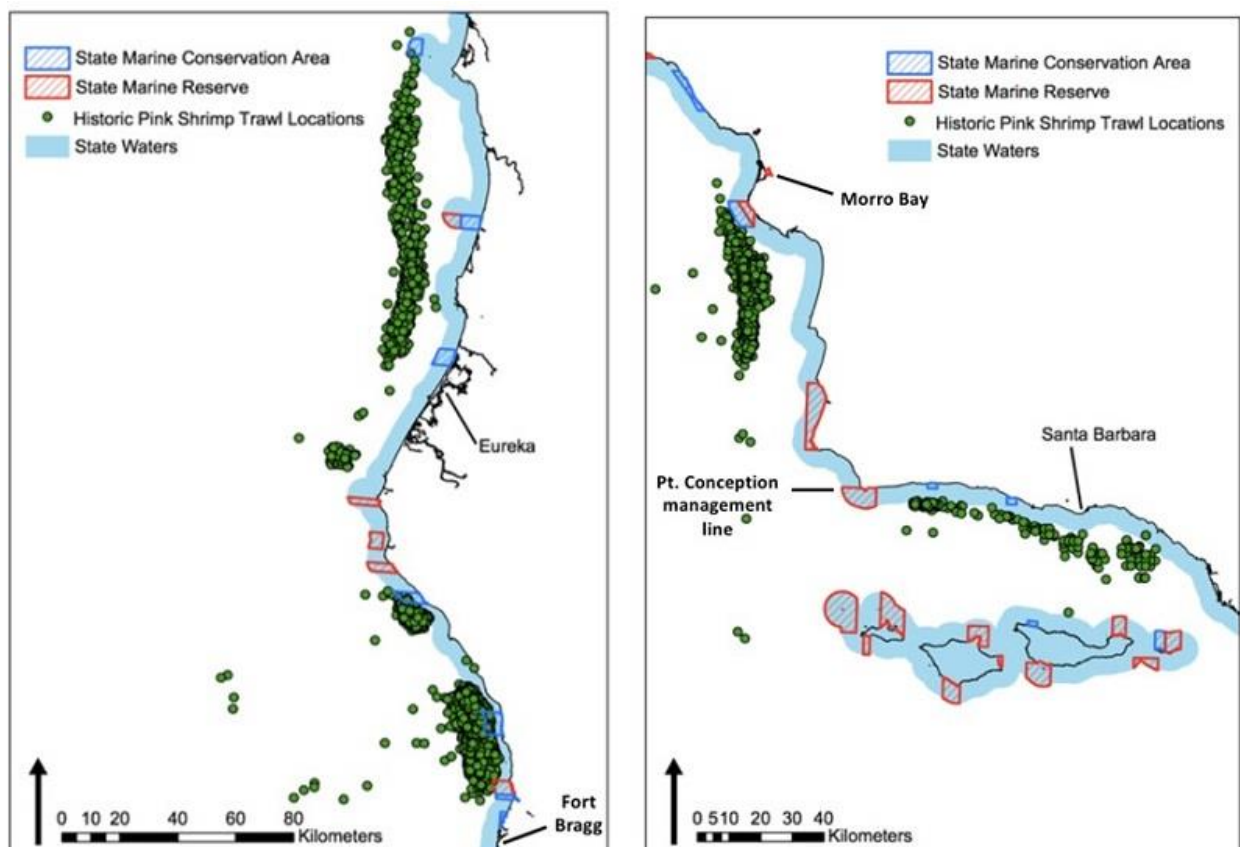 State Marine Conservation Area
State Marine Reserve
Historic Pink Shrimp Trawl Locations
State Waters
Eureka
Fort
Bragg
0 10 20 40 60 80
Kilometers
State Marine Conservation Area
State Marine Reserve
Historic Pink Shrimp Trawl Locations
State Waters
Morro Bay
Santa Barbara
Pt. Conception
management
line
0 510 20 30 40
Kilometers